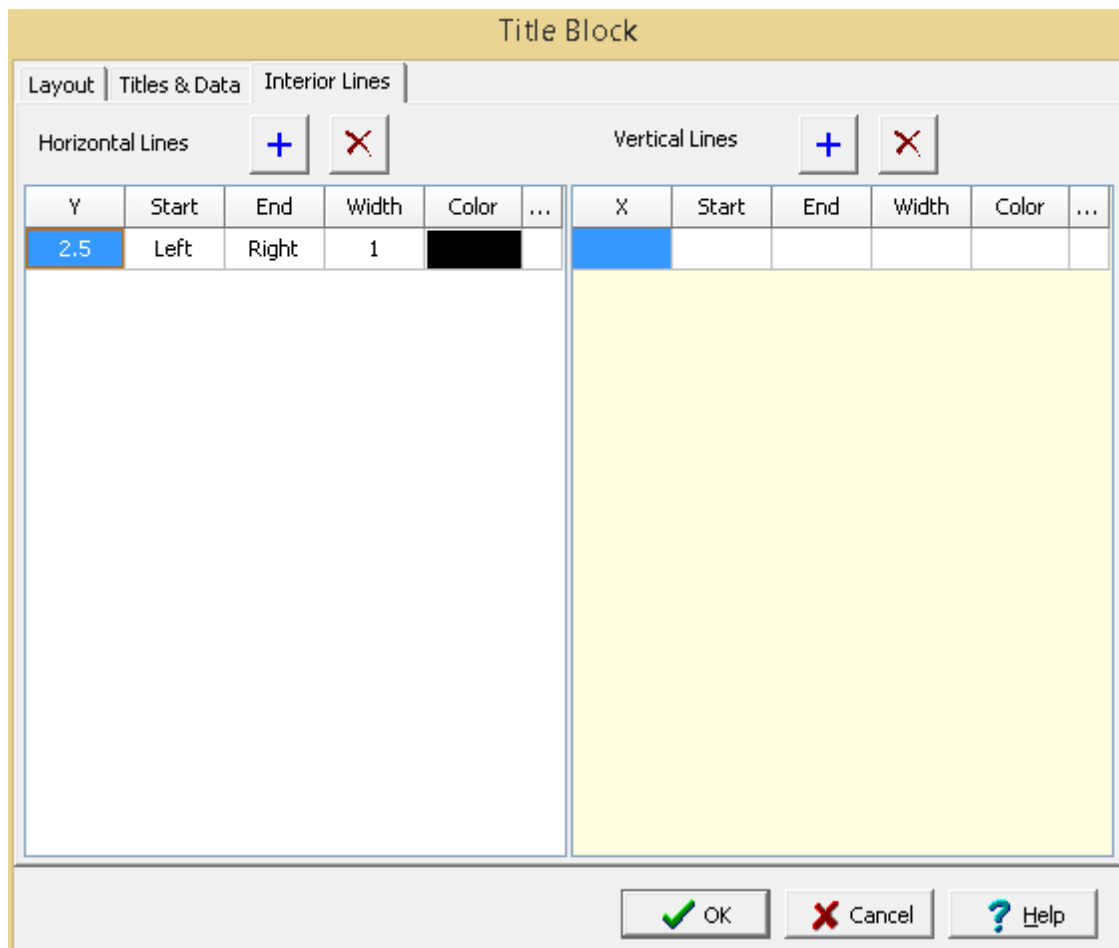 Title Block
Layout Titles & Data Interior Lines
Horizontal Lines Vertical Lines
Y Start End Width Color ... X Start End Width Color ...
2.5 Left Right 1
OK Cancel Help